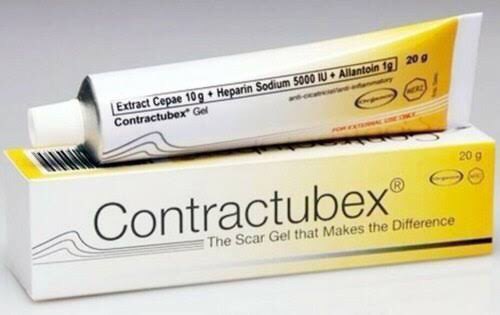 Extract Cepae 10g + Heparin Sodium 5000 IU + Allantoin 1g
20 g
Contractubex® Gel
anti-cicatricial/anti-inflammatory
MERZ
FOR EXTERNAL USE ONLY
20 g
Contractubex®
The Scar Gel that Makes the Difference